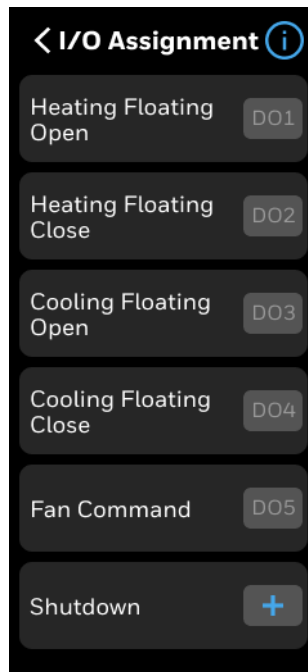 I/O Assignment
Heating Floating
Open
DO1
Heating Floating
Close
DO2
Cooling Floating
Open
DO3
Cooling Floating
Close
DO4
Fan Command
DO5
Shutdown
+